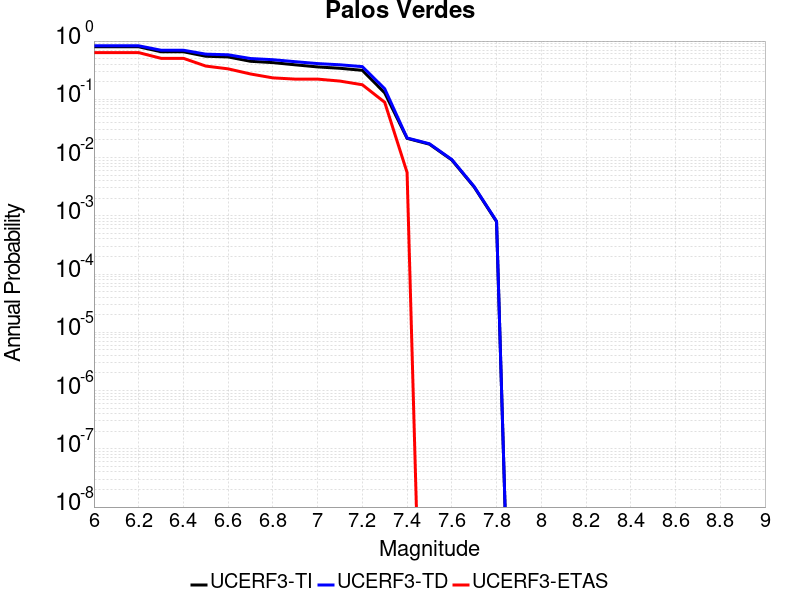 Palos Verdes
10^0
10^-1
10^-2
10^-3
10^-4
10^-5
10^-6
10^-7
10^-8
Annual Probability
6 6.2 6.4 6.6 6.8 7 7.2 7.4 7.6 7.8 8 8.2 8.4 8.6 8.8 9
Magnitude
UCERF3-TI UCERF3-TD UCERF3-ETAS